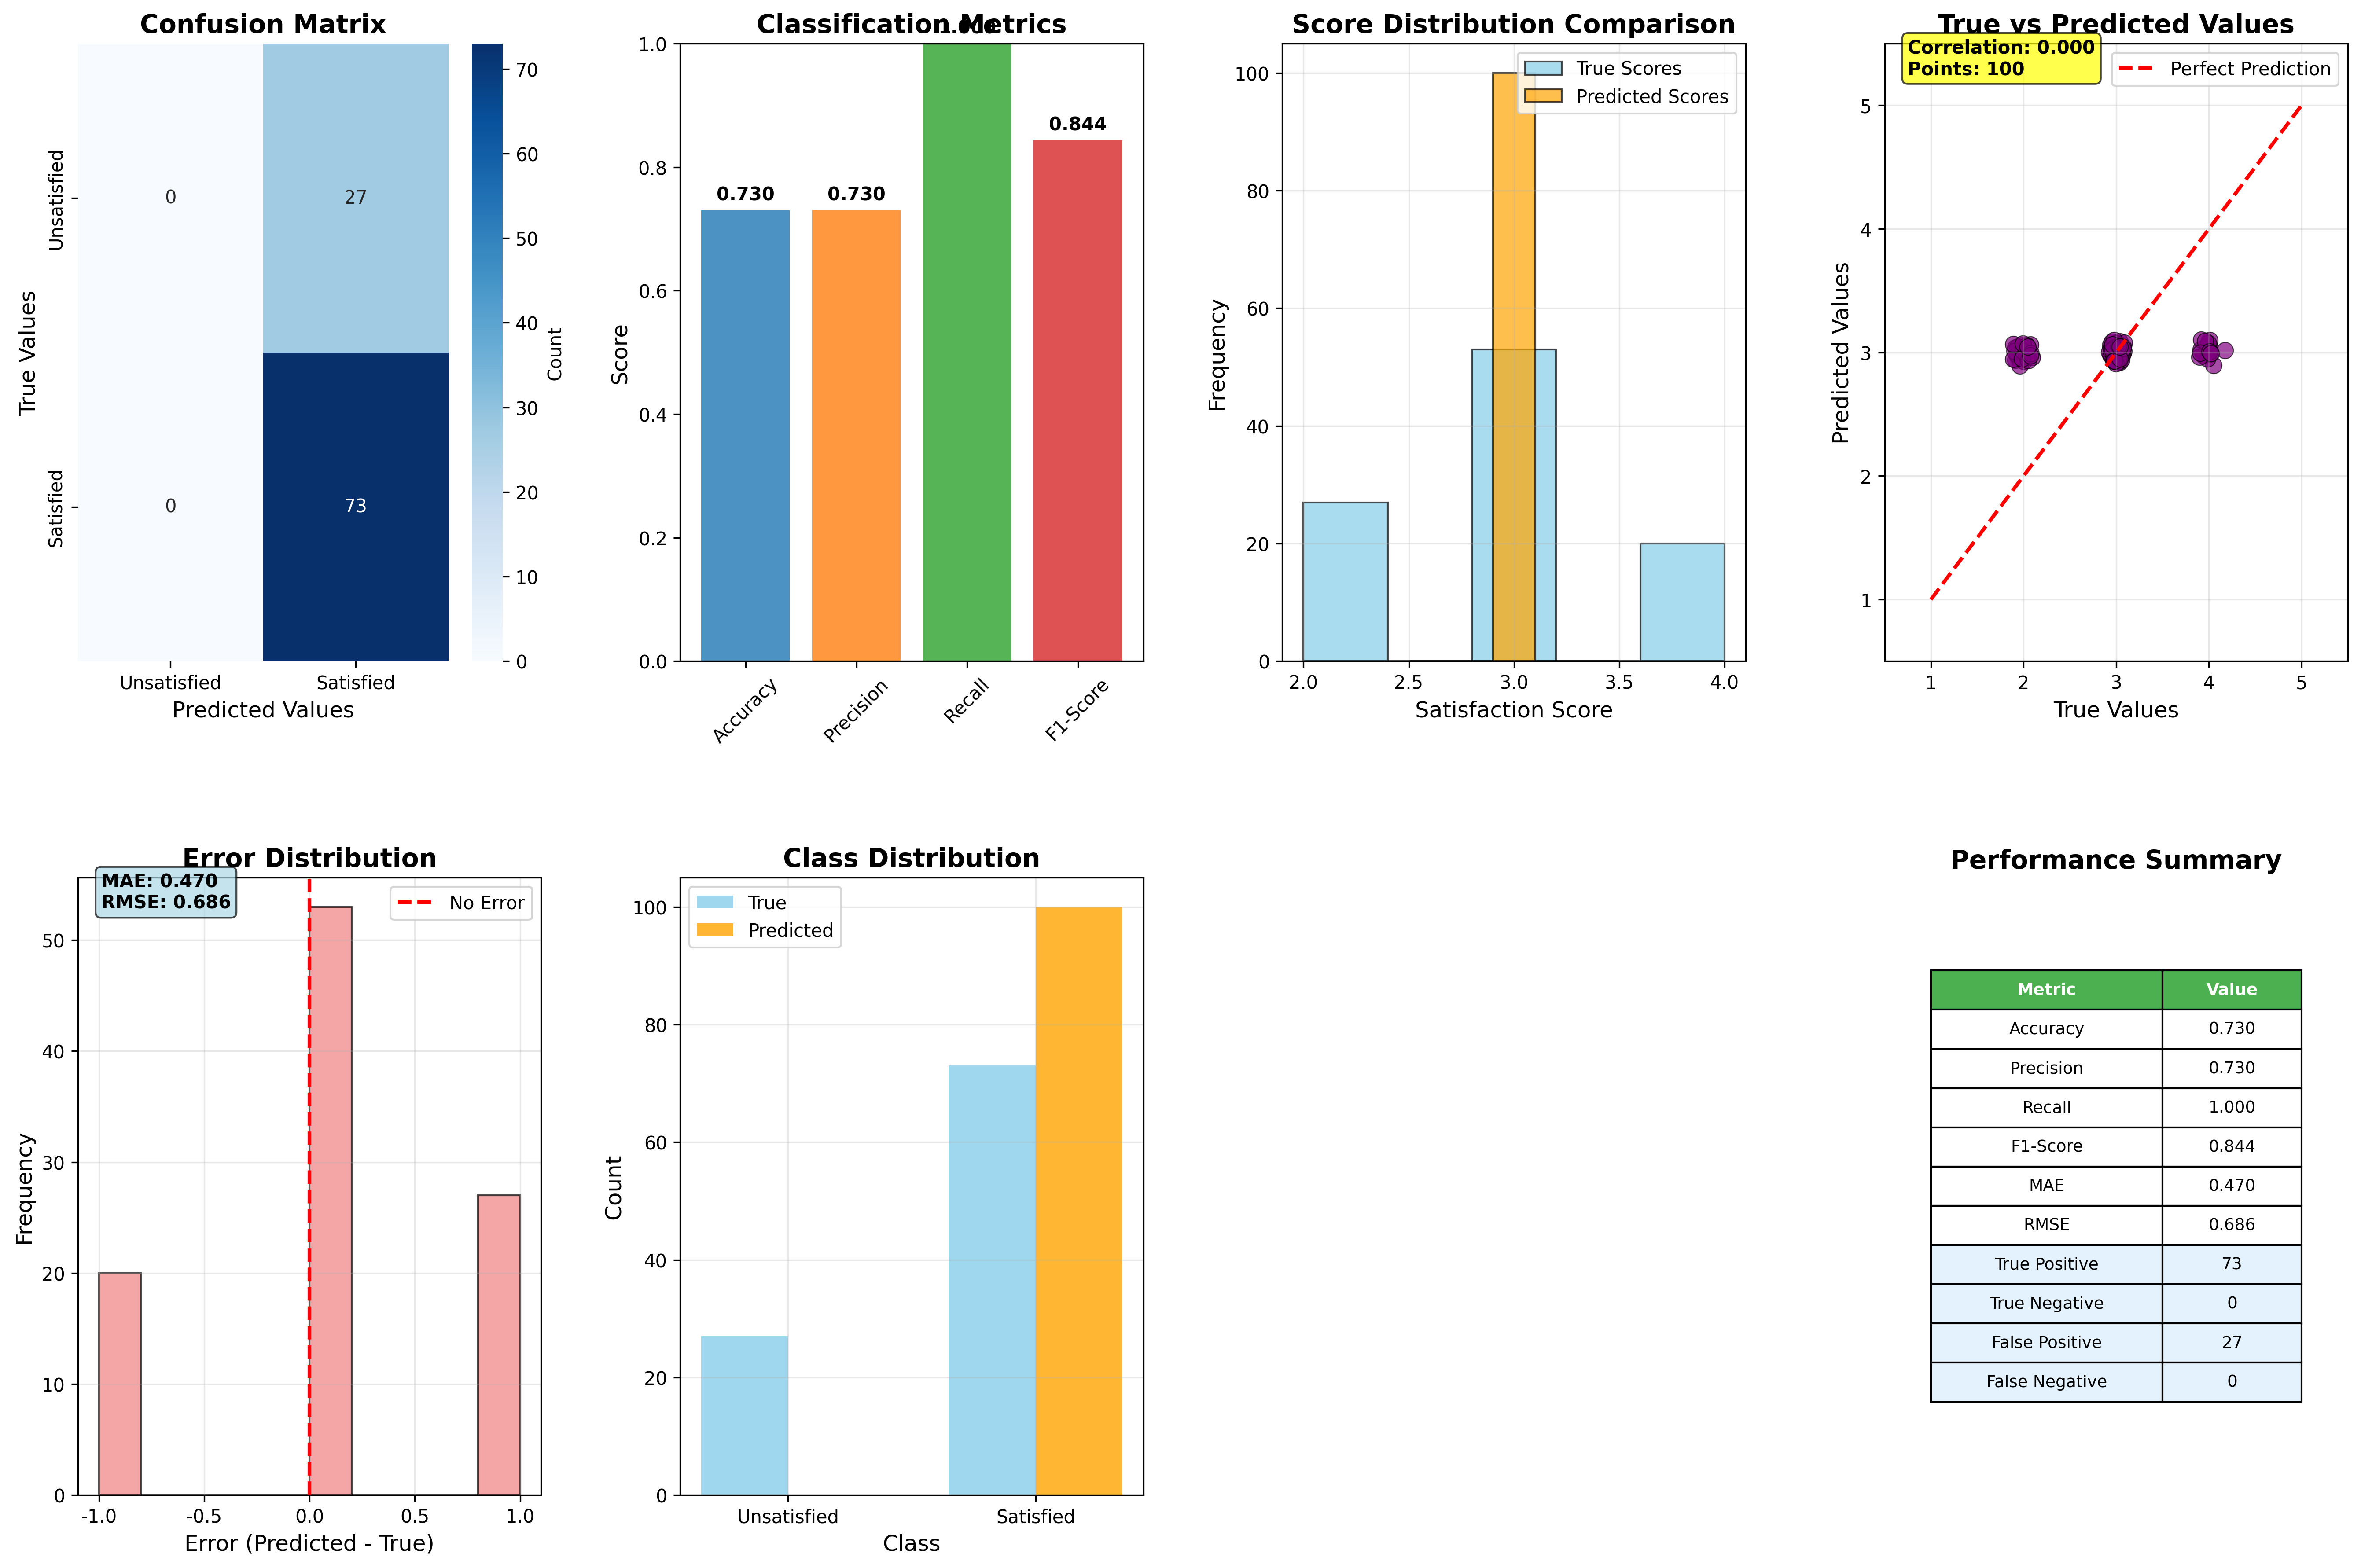 Confusion Matrix
Unsatisfied
Satisfied
True Values
0
27
0
73
Unsatisfied
Satisfied
Predicted Values
70
60
50
40
30
20
10
0
Count
Classification Metrics
1.000
1.0
0.8
0.6
0.4
0.2
0.0
Score
0.730
0.730
0.844
Accuracy
Precision
Recall
F1-Score
Score Distribution Comparison
100
80
60
40
20
0
Frequency
True Scores
Predicted Scores
2.0 2.5 3.0 3.5 4.0
Satisfaction Score
True vs Predicted Values
Correlation: 0.000
Points: 100
Perfect Prediction
5
4
3
2
1
Predicted Values
1 2 3 4 5
True Values
Error Distribution
MAE: 0.470
RMSE: 0.686
No Error
50
40
30
20
10
0
Frequency
-1.0 -0.5 0.0 0.5 1.0
Error (Predicted - True)
Class Distribution
True
Predicted
100
80
60
40
20
0
Count
Unsatisfied Satisfied
Class
Performance Summary
Metric Value
Accuracy 0.730
Precision 0.730
Recall 1.000
F1-Score 0.844
MAE 0.470
RMSE 0.686
True Positive 73
True Negative 0
False Positive 27
False Negative 0